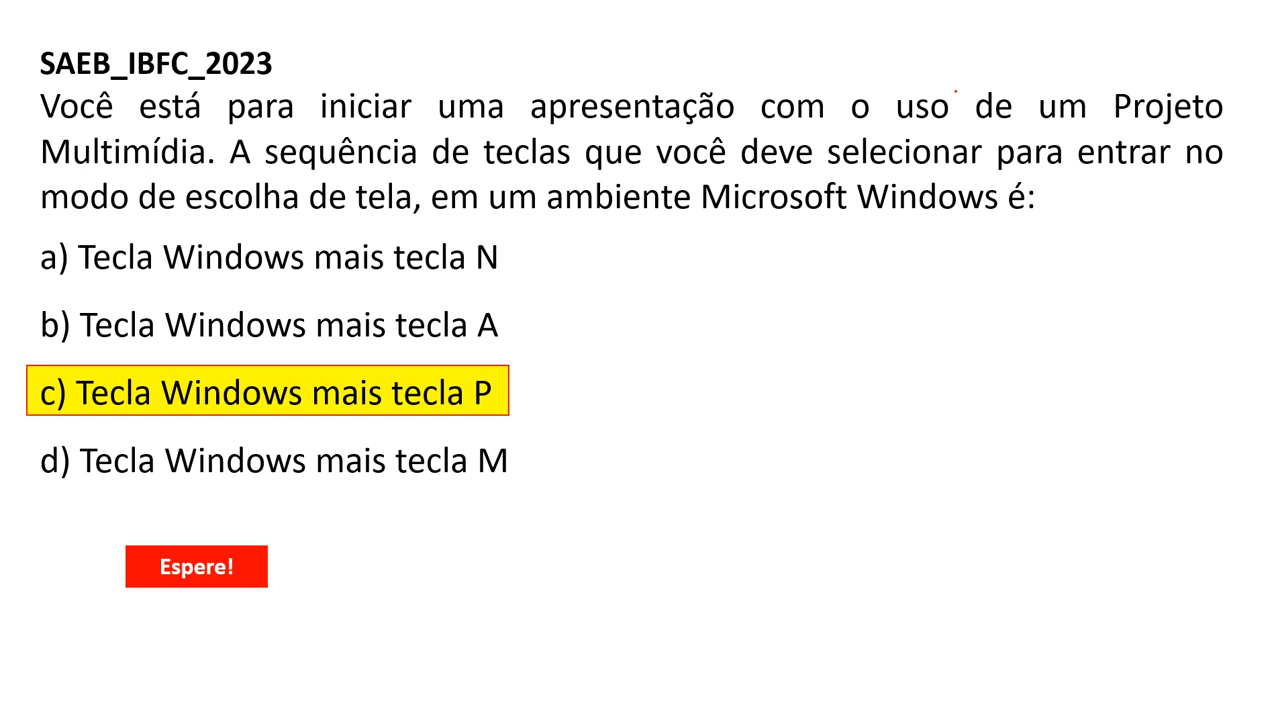 SAEB_IBFC_2023
Você está para iniciar uma apresentação com o uso de um Projeto
Multimídia. A sequência de teclas que você deve selecionar para entrar no
modo de escolha de tela, em um ambiente Microsoft Windows é:
a) Tecla Windows mais tecla N
b) Tecla Windows mais tecla A
c) Tecla Windows mais tecla P
d) Tecla Windows mais tecla M
Espere!